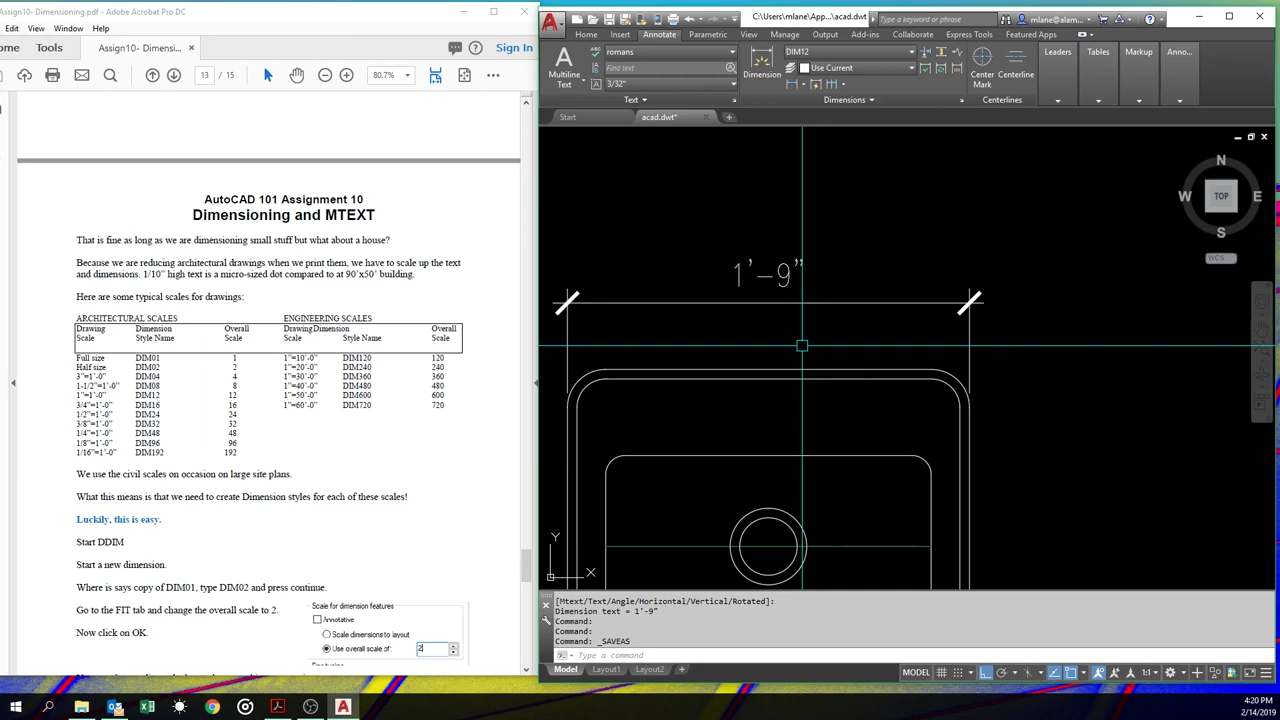 Assign10- Dimensioning.pdf - Adobe Acrobat Pro DC
Edit View Window Help
Tools
Assign10- Dimensi...
Sign In
13 / 15
80.7%
AutoCAD 101 Assignment 10
Dimensioning and MTEXT
That is fine as long as we are dimensioning small stuff but what about a house?
Because we are reducing architectural drawings when we print them, we have to scale up the text
and dimensions. 1/10” high text is a micro-sized dot compared to at 90’x50’ building.
Here are some typical scales for drawings:
ARCHITECTURAL SCALES ENGINEERING SCALES
Drawing Dimension Overall DrawingDimension Overall
Scale Style Name Scale Scale Style Name Scale
Full size DIM01 1 1”=10’-0” DIM120 120
Half size DIM02 2 1”=20’-0” DIM240 240
3”=1’-0” DIM04 4 1”=30’-0” DIM360 360
1-1/2”=1’-0” DIM08 8 1”=40’-0” DIM480 480
1”=1’-0” DIM12 12 1”=50’-0” DIM600 600
3/4”=1’-0” DIM16 16 1”=60’-0” DIM720 720
1/2”=1’-0” DIM24 24
3/8”=1’-0” DIM32 32
1/4”=1’-0” DIM48 48
1/8”=1’-0” DIM96 96
1/16”=1’-0” DIM192 192
We use the civil scales on occasion on large site plans.
What this means is that we need to create Dimension styles for each of these scales!
Luckily, this is easy.
Start DDIM
Start a new dimension.
Where is says copy of DIM01, type DIM02 and press continue.
Go to the FIT tab and change the overall scale to 2.
Now click on OK.
Scale for dimension features
Annotative
Scale dimensions to layout
Use overall scale of: 2
C:\Users\mlane\App...\acad.dwt
Type a keyword or phrase
mlane@alam...
Home Insert Annotate Parametric View Manage Output Add-ins Collaborate Express Tools Featured Apps
Multiline
Text
romans
Find text
3/32"
Text
Dimension
DIM12
Use Current
Dimensions
Center
Mark
Centerline
Centerlines
Leaders
Tables
Markup
Anno...
Start
acad.dwt*
N
W TOP E
S
WCS
1’-9”
Y
X
[Mtext/Text/Angle/Horizontal/Vertical/Rotated]:
Dimension text = 1'-9"
Command:
Command:
Command: _SAVEAS
Type a command
Model Layout1 Layout2
MODEL
1:1
4:20 PM
2/14/2019